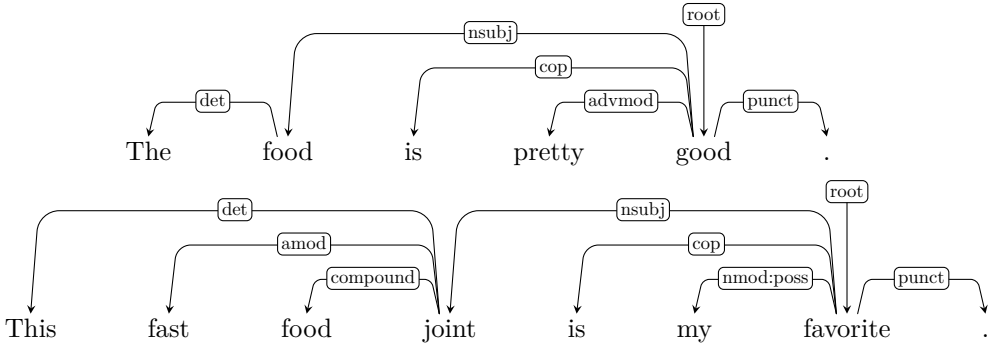 root
nsubj
cop
det advmod punct
The food is pretty good .
root
det nsubj
amod cop
compound nmod:poss punct
This fast food joint is my favorite .